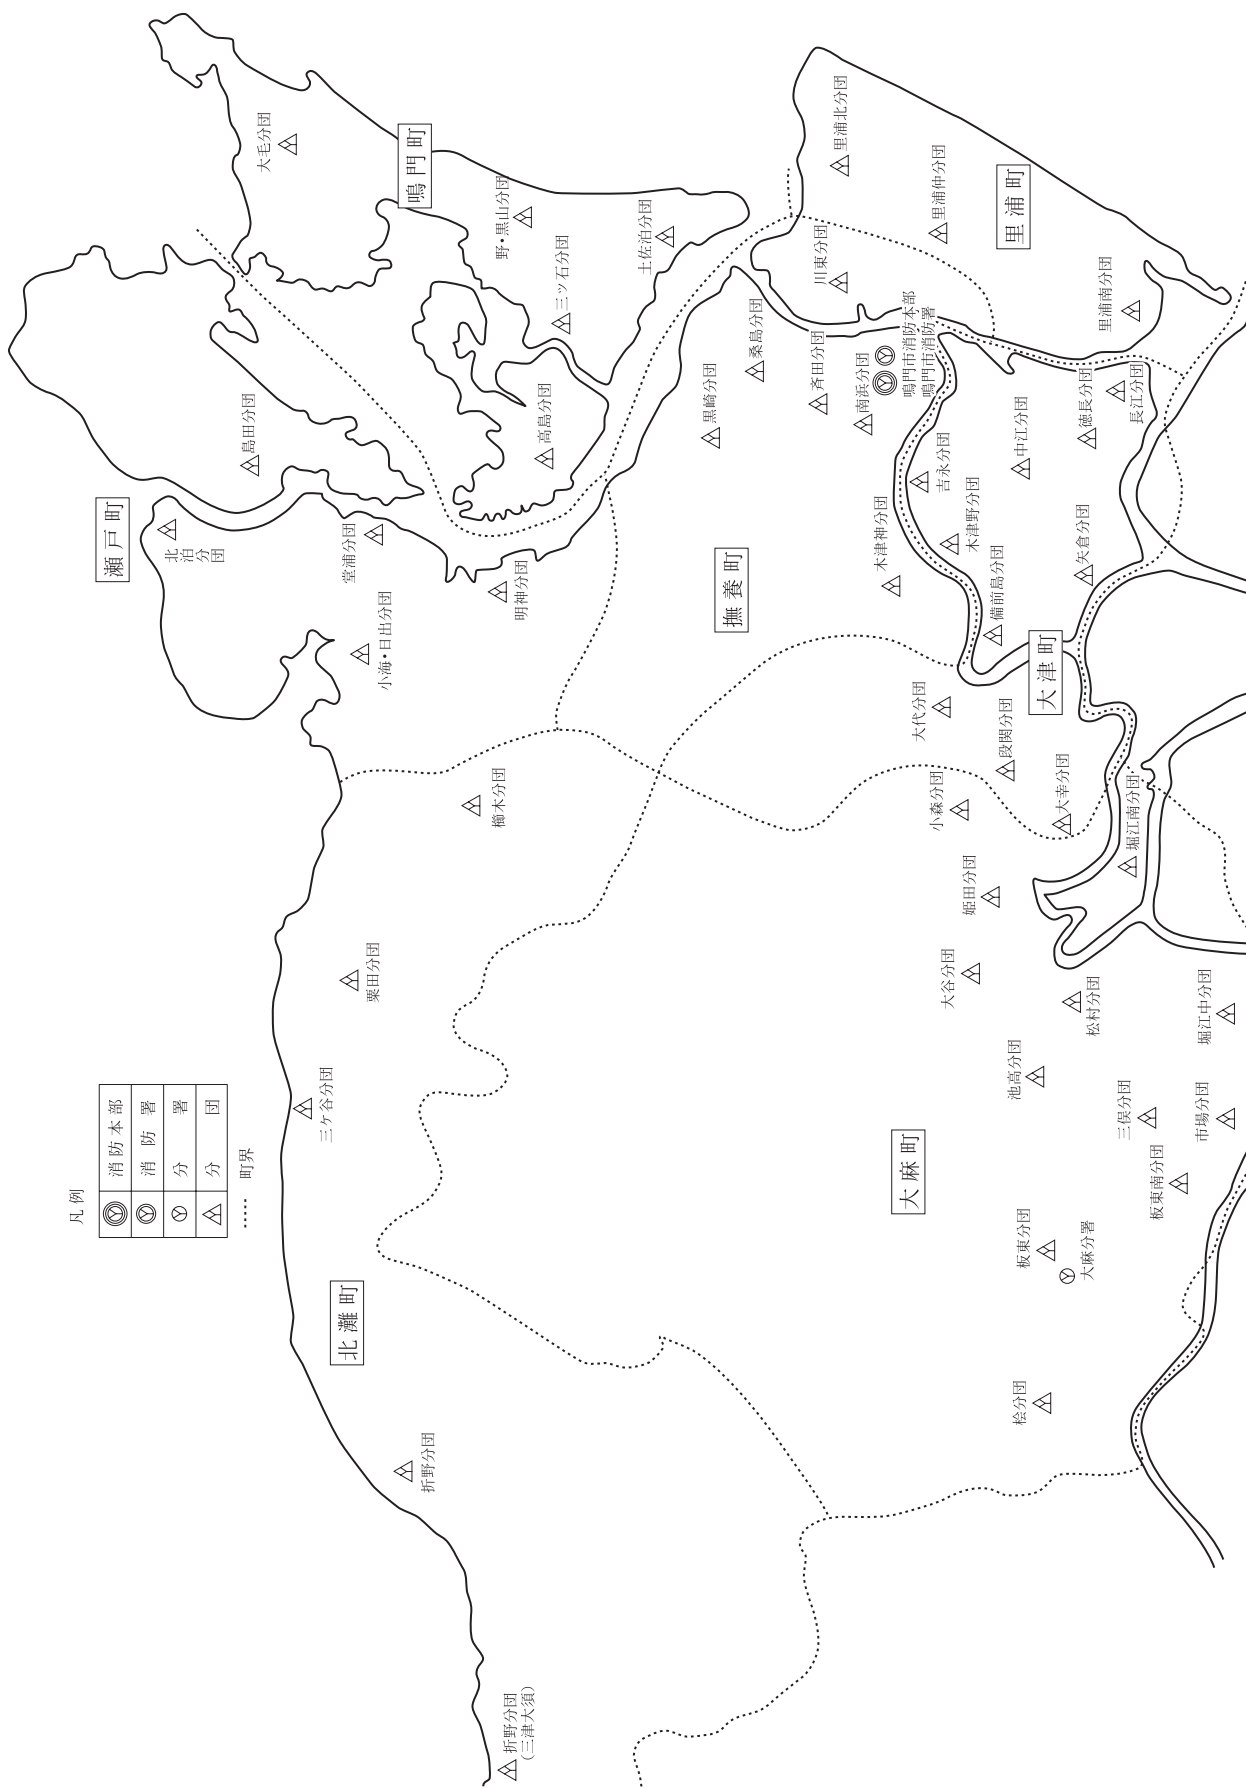 凡例
消防本部
消防署
分署
分団
町界
瀬戸町
鳴門町
北灘町
撫養町
里浦町
大津町
大麻町
大毛分団
野・黒山分団
三ツ石分団
土佐泊分団
高島分団
島田分団
北泊
分団
堂浦分団
小海・日出分団
明神分団
櫛木分団
粟田分団
三ケ谷分団
折野分団
折野分団
(三津大須)
黒崎分団
桑島分団
斉田分団
南浜分団
川東分団
鳴門市消防本部
鳴門市消防署
里浦北分団
里浦仲分団
里浦南分団
長江分団
徳長分団
中江分団
吉永分団
木津野分団
木津神分団
備前島分団
矢倉分団
大代分団
段関分団
大幸分団
小森分団
姫田分団
大谷分団
堀江南分団
松村分団
堀江中分団
池高分団
三俣分団
市場分団
板東南分団
板東分団
大麻分署
桧分団